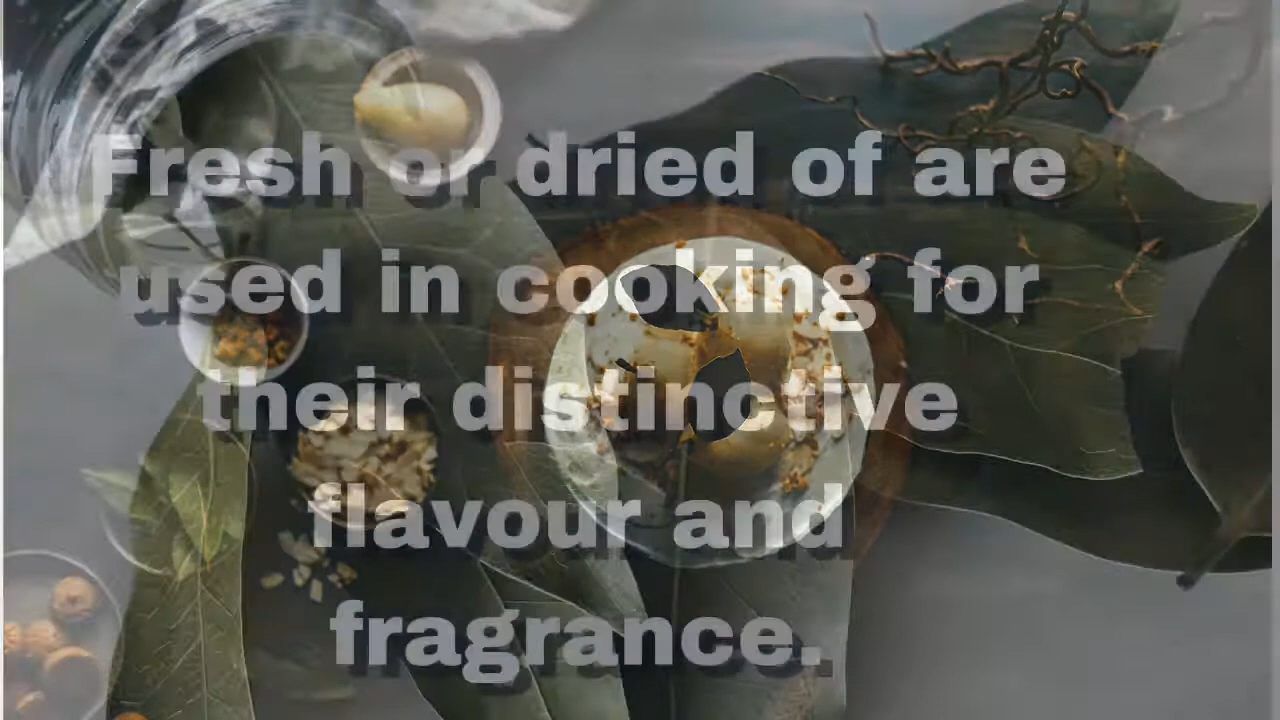 Fresh or dried of are
used in cooking for
their distinctive
flavour and
fragrance.